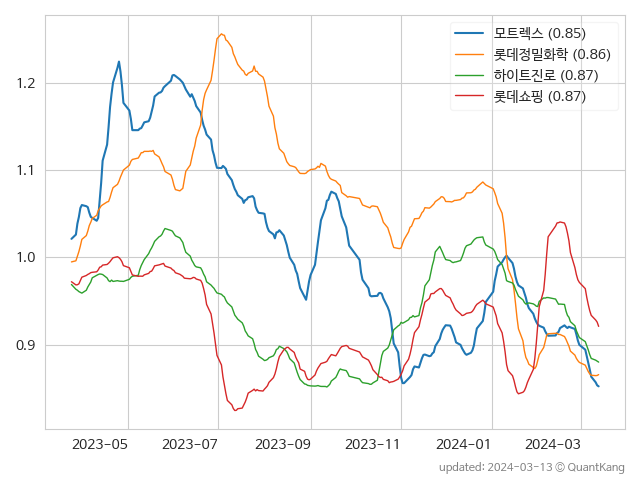 모트렉스 (0.85)
롯데정밀화학 (0.86)
하이트진로 (0.87)
롯데쇼핑 (0.87)
1.2
1.1
1.0
0.9
2023-05 2023-07 2023-09 2023-11 2024-01 2024-03
updated: 2024-03-13 © QuantKang